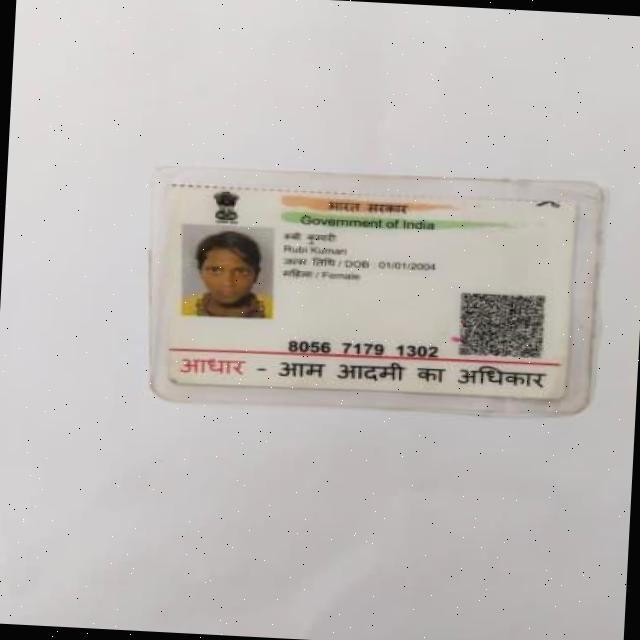 भारत सरकार
Government of India
रुबी कुमारी
Rubi Kumari
जन्म तिथि / DOB : 01/01/2004
महिला / Female
8056 7179 1302
आधार - आम आदमी का अधिकार